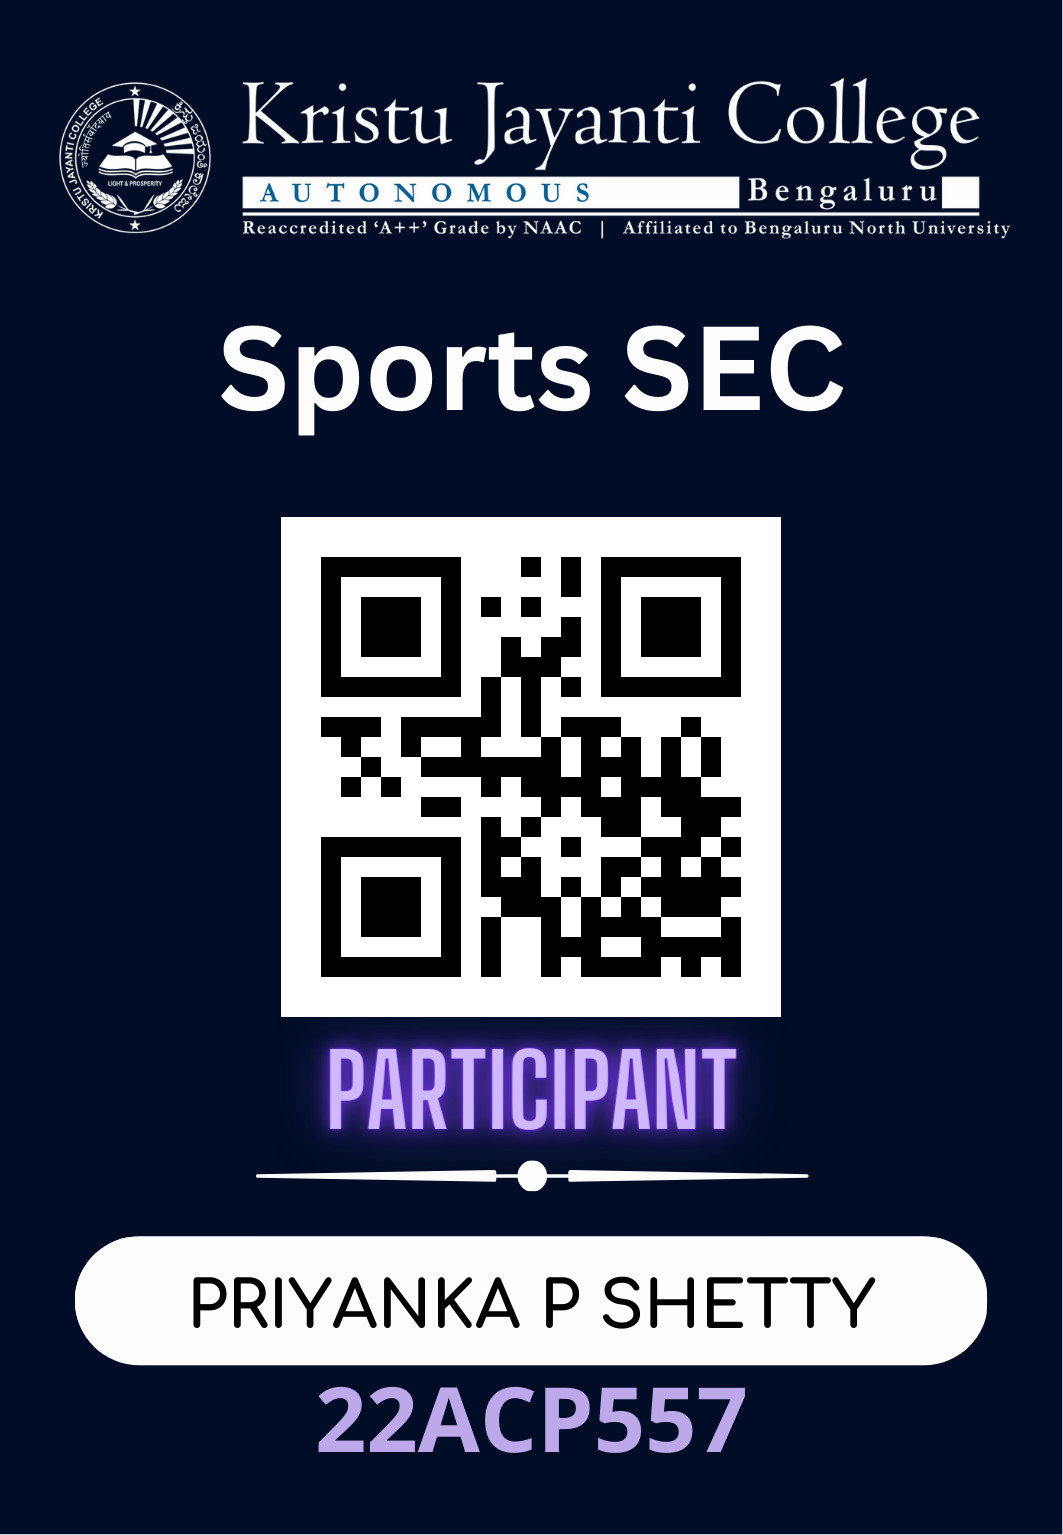 KRISTU JAYANTI COLLEGE
ಕ್ರಿಸ್ತು ಜಯಂತಿ ಕಾಲೇಜು
LIGHT & PROSPERITY
Kristu Jayanti College
AUTONOMOUS Bengaluru
Reaccredited ‘A++’ Grade by NAAC | Affiliated to Bengaluru North University
Sports SEC
PARTICIPANT
PRIYANKA P SHETTY
22ACP557